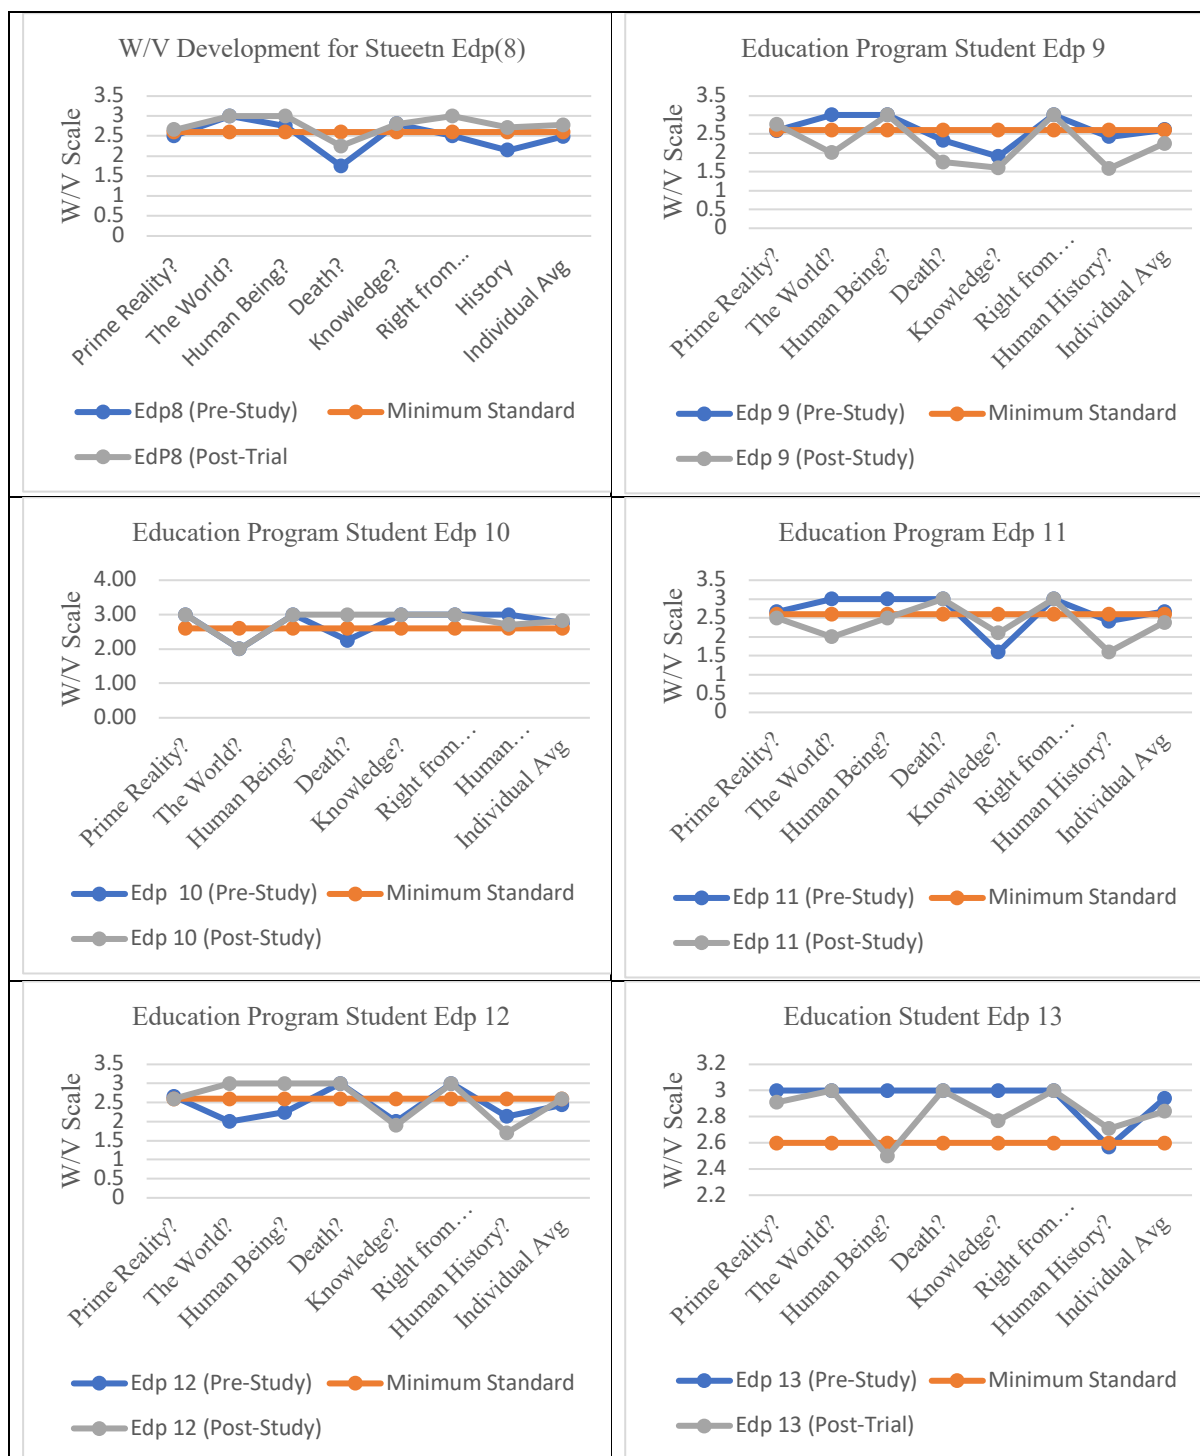 W/V Development for Stueetn Edp(8)
W/V Scale
3.5
3
2.5
2
1.5
1
0.5
0
Prime Reality?
The World?
Human Being?
Death?
Knowledge?
Right from…
History
Individual Avg
Edp8 (Pre-Study)
Minimum Standard
EdP8 (Post-Trial
Education Program Student Edp 9
W/V Scale
3.5
3
2.5
2
1.5
1
0.5
0
Prime Reality?
The World?
Human Being?
Death?
Knowledge?
Right from…
Human History?
Individual Avg
Edp 9 (Pre-Study)
Minimum Standard
Edp 9 (Post-Study)
Education Program Student Edp 10
W/V Scale
4.00
3.00
2.00
1.00
0.00
Prime Reality?
The World?
Human Being?
Death?
Knowledge?
Right from…
Human…
Individual Avg
Edp  10 (Pre-Study)
Minimum Standard
Edp 10 (Post-Study)
Education Program Edp 11
W/V Scale
3.5
3
2.5
2
1.5
1
0.5
0
Prime Reality?
The World?
Human Being?
Death?
Knowledge?
Right from…
Human History?
Individual Avg
Edp 11 (Pre-Study)
Minimum Standard
Edp 11 (Post-Study)
Education Program Student Edp 12
W/V Scale
3.5
3
2.5
2
1.5
1
0.5
0
Prime Reality?
The World?
Human Being?
Death?
Knowledge?
Right from…
Human History?
Individual Avg
Edp 12 (Pre-Study)
Minimum Standard
Edp 12 (Post-Study)
Education Student Edp 13
W/V Scale
3.2
3
2.8
2.6
2.4
2.2
Prime Reality?
The World?
Human Being?
Death?
Knowledge?
Right from…
Human History?
Individual Avg
Edp 13 (Pre-Study)
Minimum Standard
Edp 13 (Post-Trial)